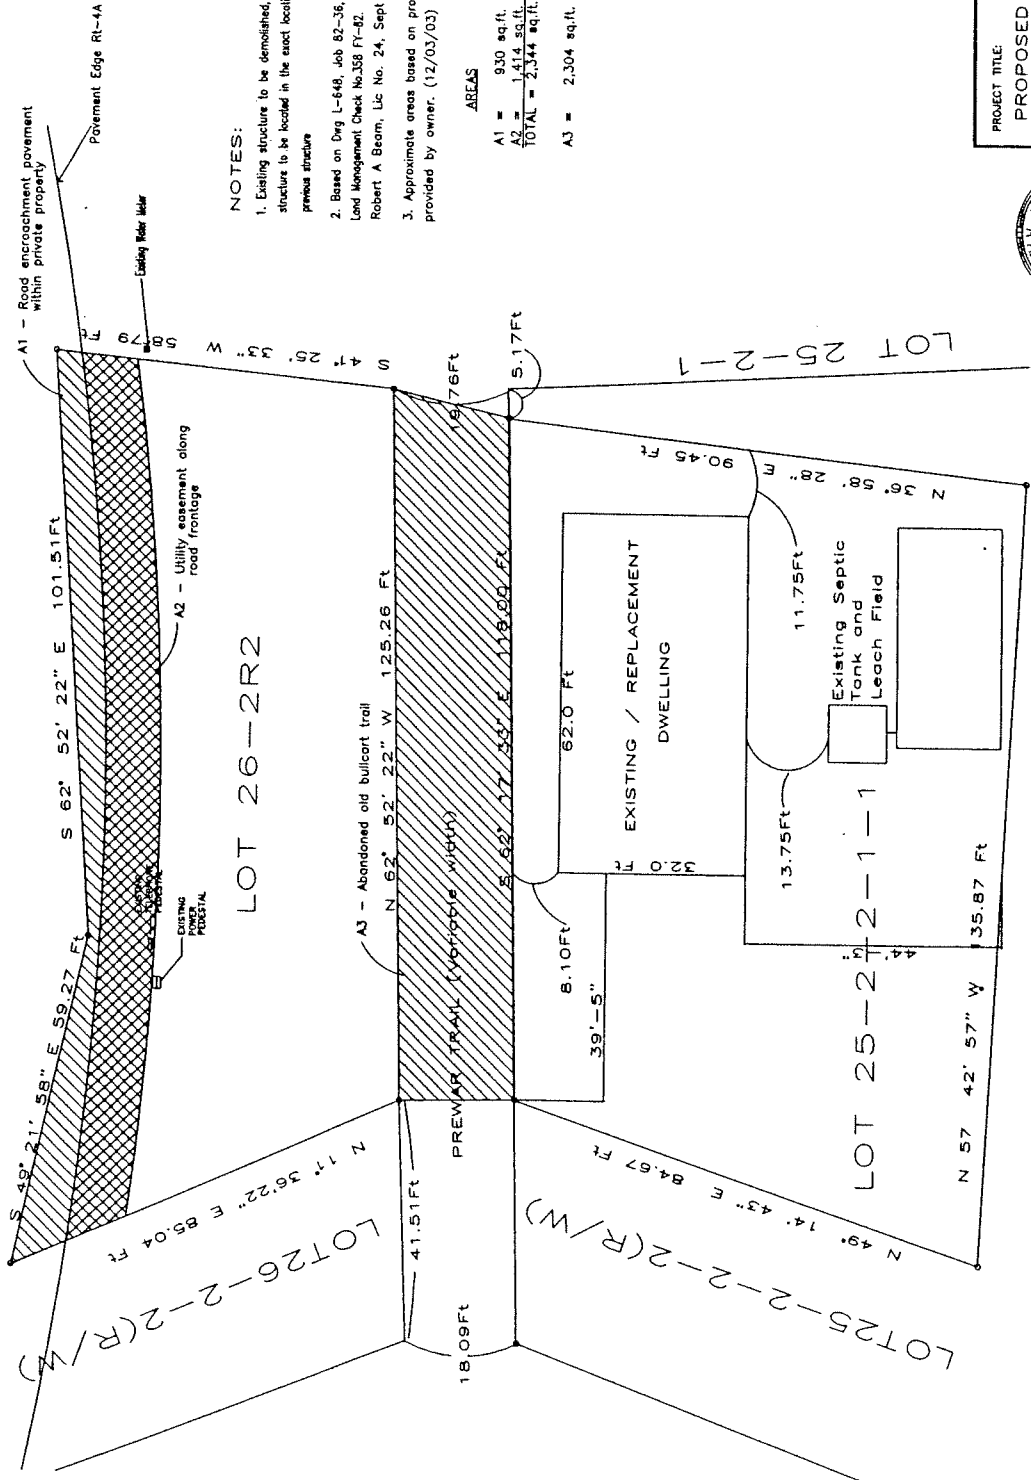 A1 – Road encroachment pavement
within private property
Pavement Edge Rt-4A
Existing Water Meter
S 49° 21' 58" E 59.27 Ft
S 62° 52' 22" E 101.51Ft
S 41° 25' 33" W 58.79 Ft
A2 – Utility easement along
road frontage
EXISTING
TELEPHONE
PEDESTAL
EXISTING
POWER
PEDESTAL
LOT 26-2R2
A3 – Abandoned old bullcart trail
N 62° 52' 22" W 125.26 Ft
PREWAR TRAIL (Variable width)
19.76Ft
5.17Ft
S 62° 17' 33" E 118.00 Ft
N 11° 36'22" E 85.04 Ft
LOT26-2-2(R/W)
41.51Ft
18.09Ft
LOT25-2-2-2(R/W)
N 49° 14' 43" E 84.67 Ft
8.10Ft
39'-5"
62.0 Ft
32.0 Ft
EXISTING / REPLACEMENT
DWELLING
N 36° 58' 28" E 90.45 Ft
11.75Ft
13.75Ft
Existing Septic
Tank and
Leach Field
44'-3"
LOT 25-2-2-1-1
N 57 42' 57" W 135.87 Ft
LOT 25-2-1
NOTES:
1. Existing structure to be demolished,
structure to be located in the exact locati
previous structure
2. Based on Dwg L-648, Job 82-36,
Land Management Check No.358 FY-82.
Robert A Beam, Lic No. 24, Sept
3. Approximate areas based on pro
provided by owner. (12/03/03)
AREAS
A1 = 930 sq.ft.
A2 = 1,414 sq.ft.
TOTAL = 2,344 sq.ft.
A3 = 2,304 sq.ft.
PROJECT TITLE:
PROPOSED